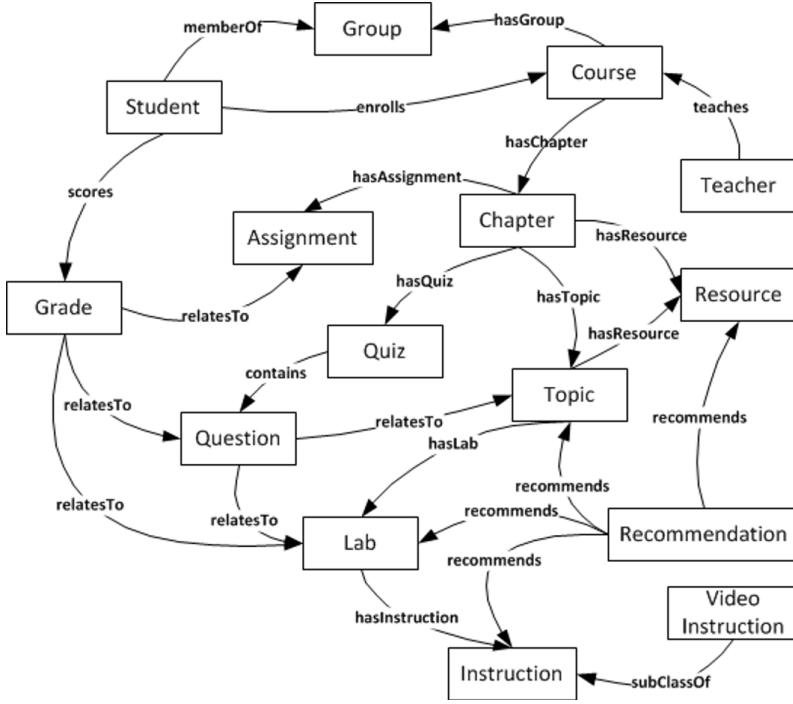 memberOf
Group
hasGroup
Course
Student
enrolls
teaches
hasChapter
scores
hasAssignment
Teacher
Chapter
Assignment
hasResource
hasQuiz
Grade
hasTopic
Resource
relatesTo
hasResource
Quiz
contains
Topic
relatesTo
relatesTo
recommends
Question
hasLab
recommends
relatesTo
relatesTo
recommends
Recommendation
Lab
recommends
Video
Instruction
hasInstruction
Instruction
subClassOf